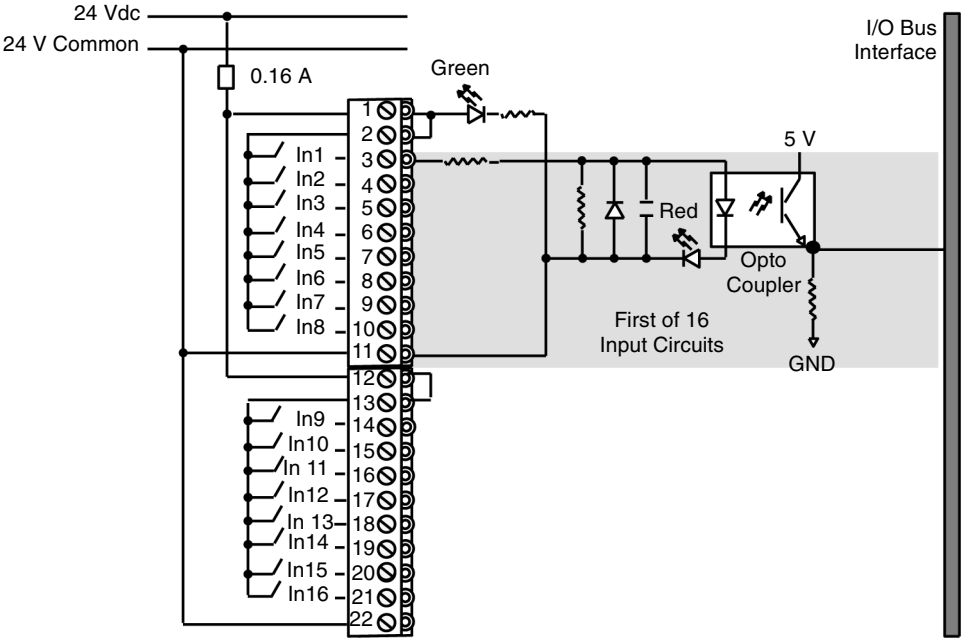 24 Vdc
24 V Common
I/O Bus
Interface
0.16 A
Green
5 V
1
2
In1 3
In2 4
In3 5
In4 6
In5 7
In6 8
In7 9
In8 10
11
Red
Opto
Coupler
First of 16
Input Circuits
GND
12
13
In9 14
In10 15
In 11 16
In12 17
In 13 18
In14 19
In15 20
In16 21
22